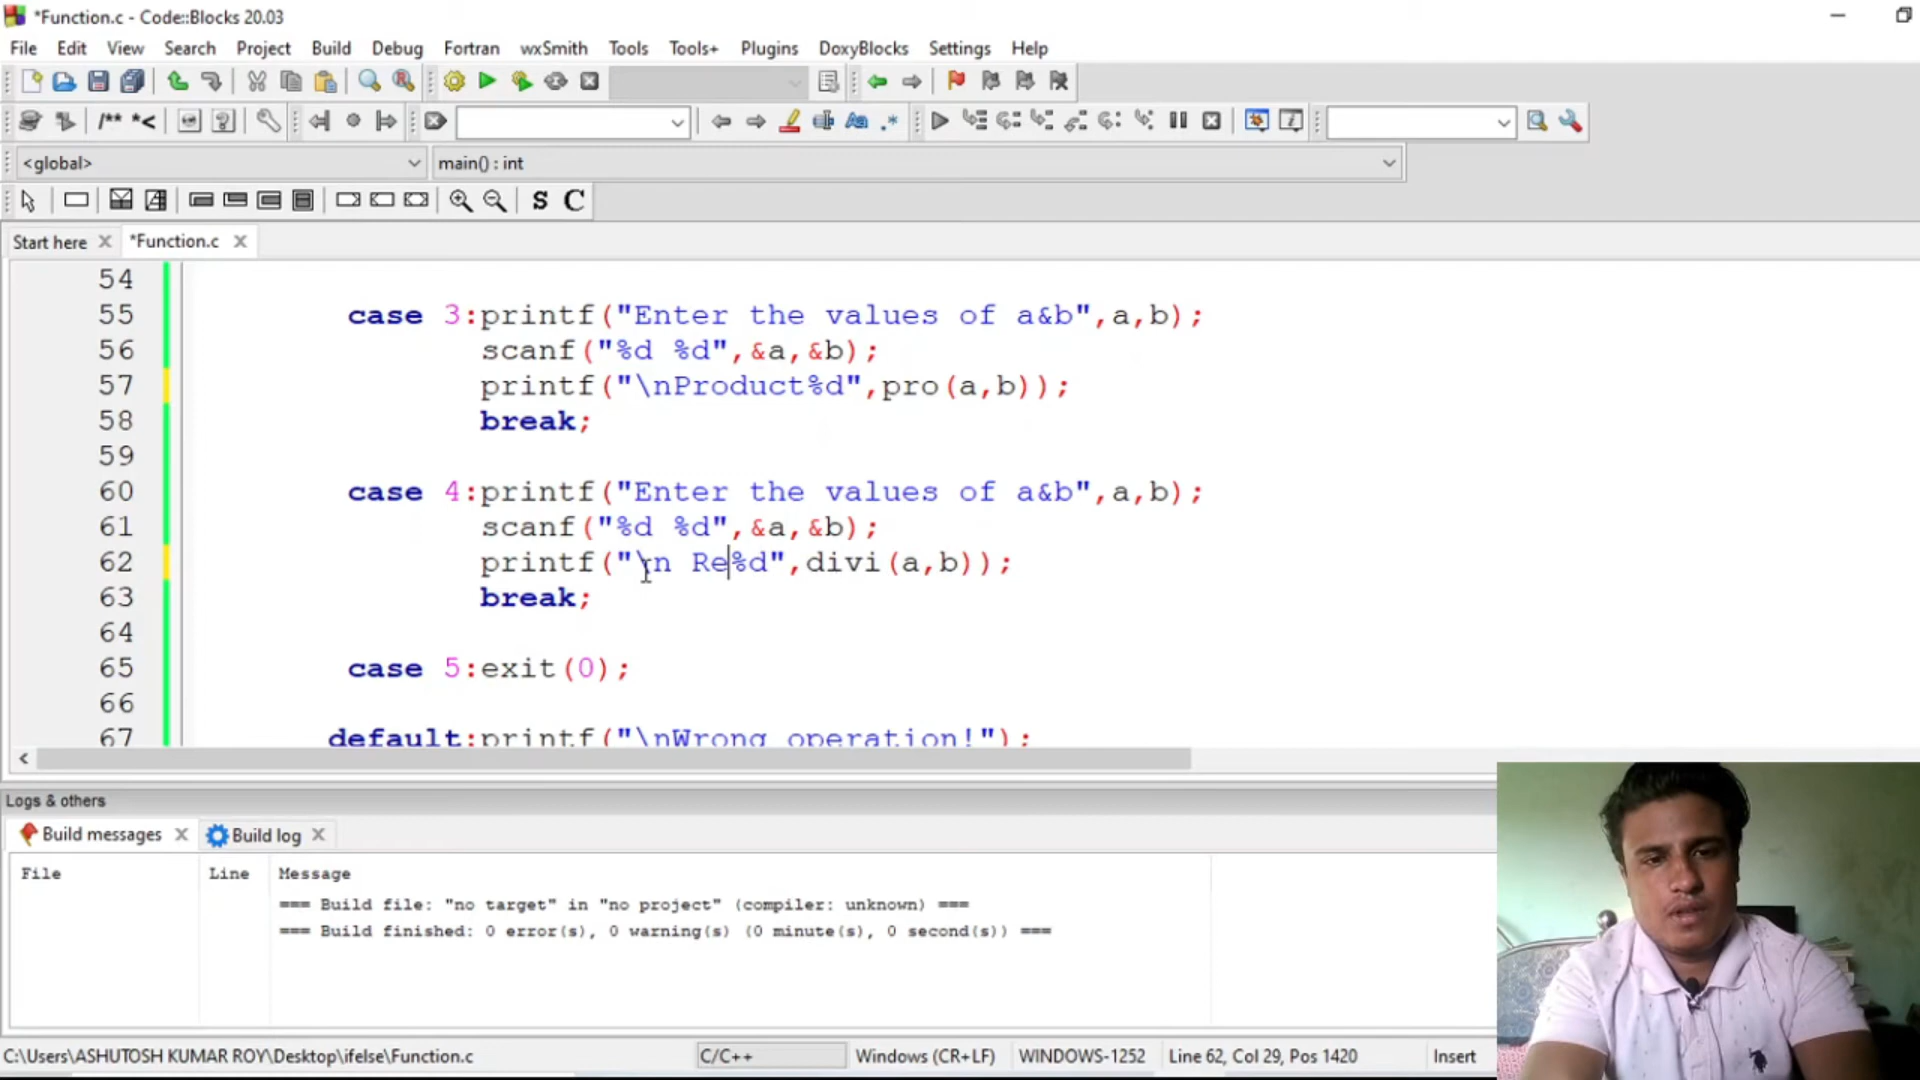 *Function.c - Code::Blocks 20.03
File Edit View Search Project Build Debug Fortran wxSmith Tools Tools+ Plugins DoxyBlocks Settings Help
/** *<
<global> main() : int
S C
Start here *Function.c
54
55 case 3:printf("Enter the values of a&b",a,b);
56 scanf("%d %d",&a,&b);
57 printf("\nProduct%d",pro(a,b));
58 break;
59
60 case 4:printf("Enter the values of a&b",a,b);
61 scanf("%d %d",&a,&b);
62 printf("\n Re%d",divi(a,b));
63 break;
64
65 case 5:exit(0);
66
67 default:printf("\nWrong operation!");
Logs & others
Build messages Build log
File Line Message
=== Build file: "no target" in "no project" (compiler: unknown) ===
=== Build finished: 0 error(s), 0 warning(s) (0 minute(s), 0 second(s)) ===
C:\Users\ASHUTOSH KUMAR ROY\Desktop\ifelse\Function.c C/C++ Windows (CR+LF) WINDOWS-1252 Line 62, Col 29, Pos 1420 Insert